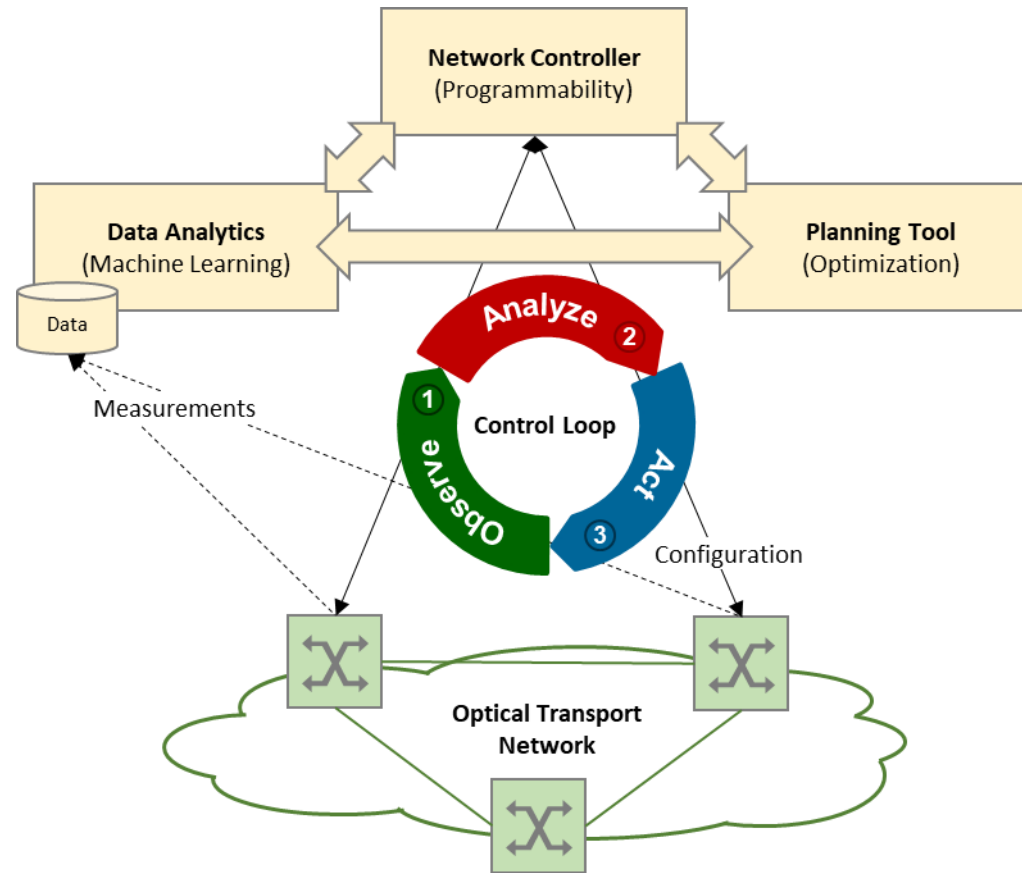 Network Controller
(Programmability)
Data Analytics
(Machine Learning)
Planning Tool
(Optimization)
Data
Analyze
2
Measurements
1
Control Loop
Observe
Act
3
Configuration
Optical Transport
Network